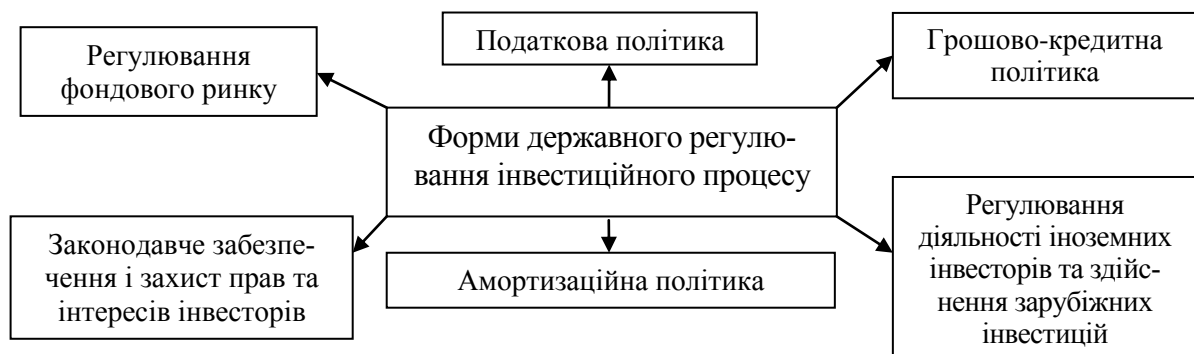 Регулювання
фондового ринку
Податкова політика
Грошово-кредитна
політика
Форми державного регулю-
вання інвестиційного процесу
Законодавче забезпе-
чення і захист прав та
інтересів інвесторів
Амортизаційна політика
Регулювання
діяльності іноземних
інвесторів та здійс-
нення зарубіжних
інвестицій